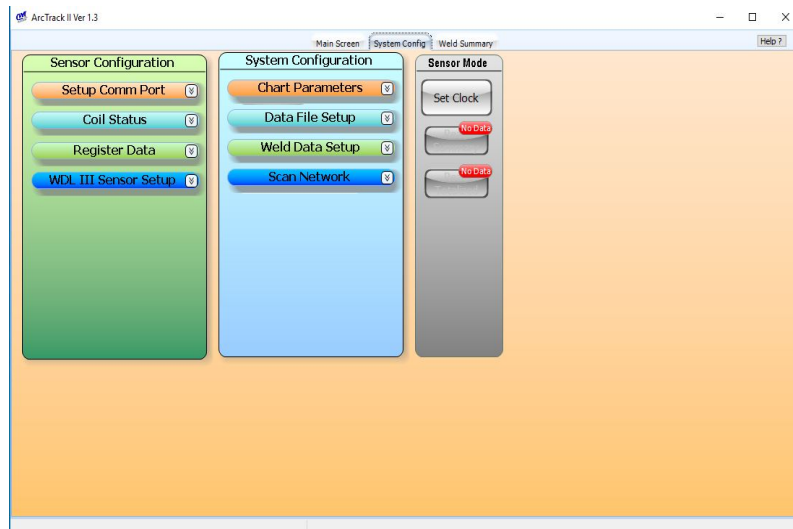 ArcTrack II Ver 1.3
Main Screen System Config Weld Summary
Help ?
Sensor Configuration
Setup Comm Port
Coil Status
Register Data
WDL III Sensor Setup
System Configuration
Chart Parameters
Data File Setup
Weld Data Setup
Scan Network
Sensor Mode
Set Clock
No Data
No Data